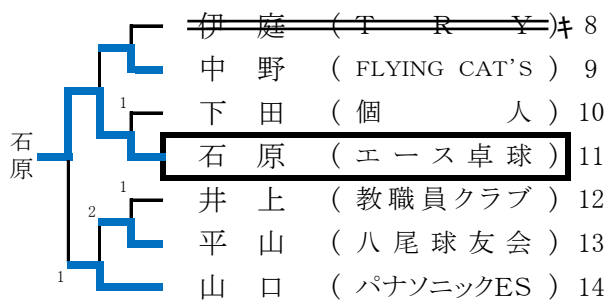 伊庭 (TRY)キ 8
中野 (FLYING CAT'S) 9
1
下田 (個人) 10
石原
石原 (エース卓球) 11
1
井上 (教職員クラブ) 12
2
平山 (八尾球友会) 13
1
山口 (パナソニックES) 14